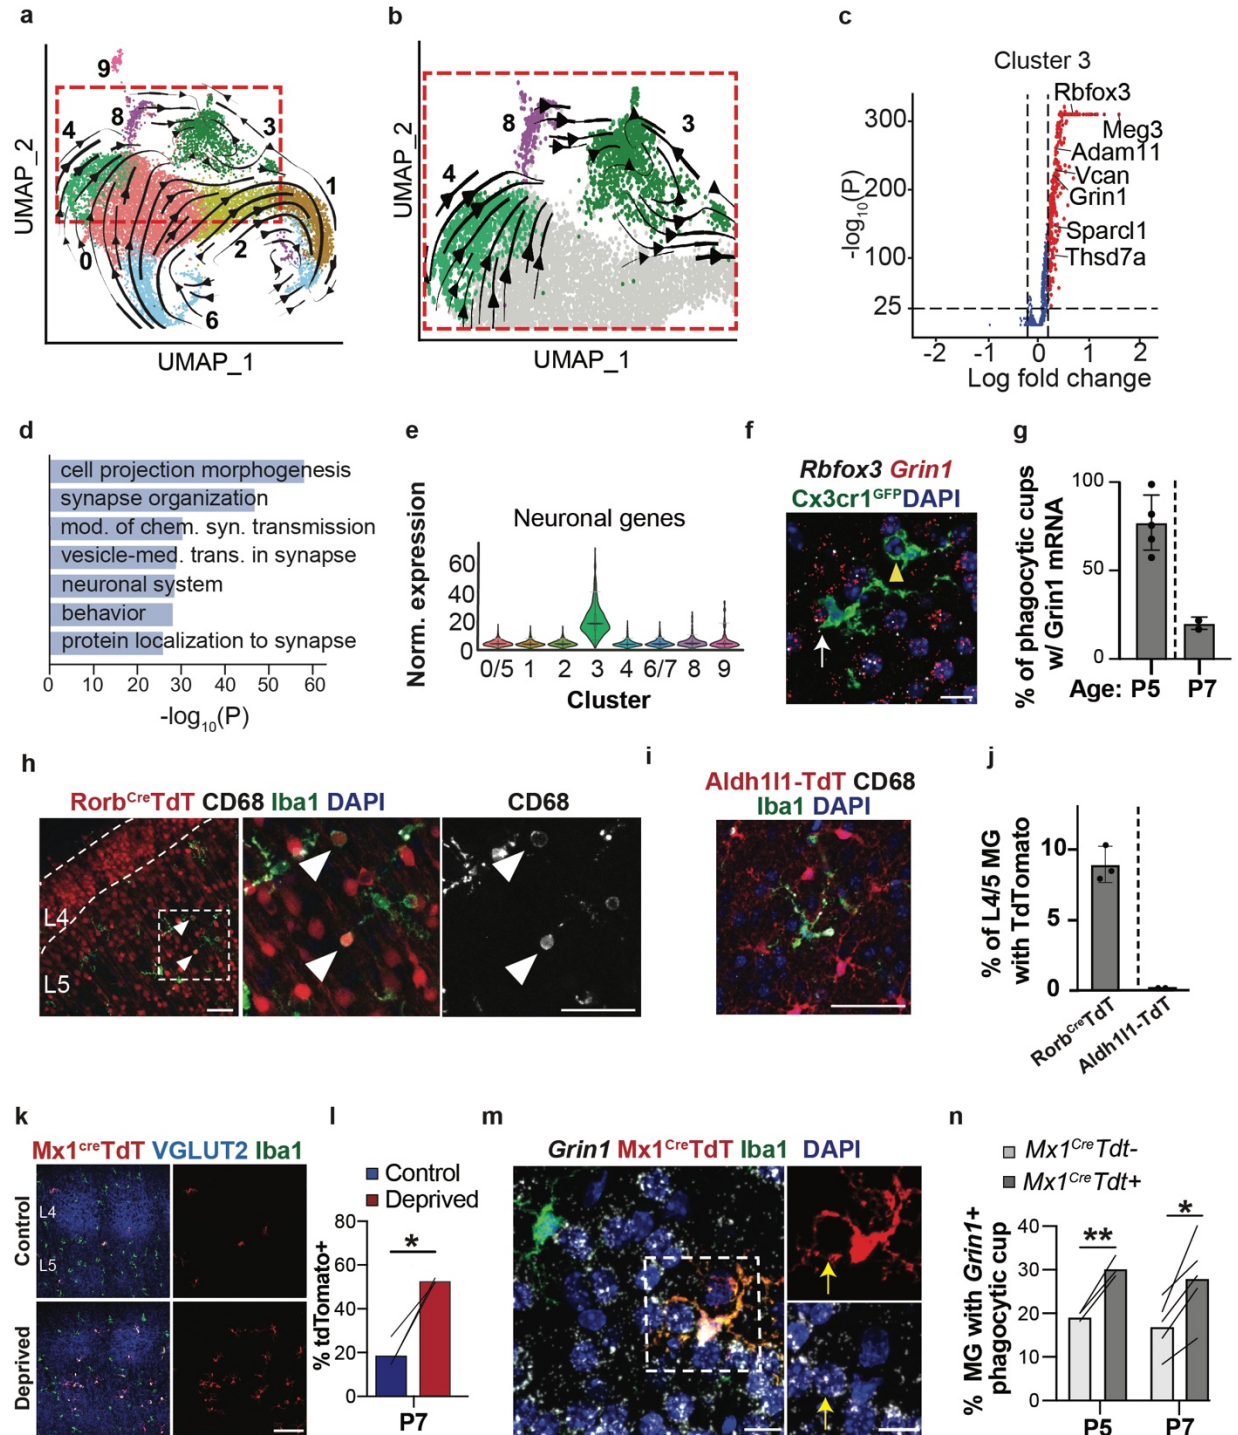 a
9
4
8
3
1
0
2
6
UMAP_2
UMAP_1
b
8
3
4
UMAP_2
UMAP_1
c
Cluster 3
Rbfox3
Meg3
Adam11
Vcan
Grin1
Sparcl1
Thsd7a
300
200
100
25
-log10(P)
-2 -1 0 1 2
Log fold change
d
cell projection morphogenesis
synapse organization
mod. of chem. syn. transmission
vesicle-med. trans. in synapse
neuronal system
behavior
protein localization to synapse
0 10 20 30 40 50 60
-log10(P)
e
Neuronal genes
Norm. expression
60
40
20
0
0/5 1 2 3 4 6/7 8 9
Cluster
f
Rbfox3 Grin1
Cx3cr1GFPDAPI
g
% of phagocytic cups
w/ Grin1 mRNA
100
50
0
Age: P5 P7
h
RorbCreTdT CD68 Iba1 DAPI
CD68
L4
L5
i
Aldh1l1-TdT CD68
Iba1 DAPI
j
% of L4/5 MG
with TdTomato
10
5
0
RorbCreTdT
Aldh1l1-TdT
k
Mx1creTdT VGLUT2 Iba1
Control
L4
L5
Deprived
l
Control
Deprived
% tdTomato+
80
60
40
20
0
*
P7
m
Grin1 Mx1CreTdT Iba1 DAPI
n
Mx1CreTdt-
Mx1CreTdt+
% MG with Grin1+
phagocytic cup
40
30
20
10
0
**
*
P5 P7